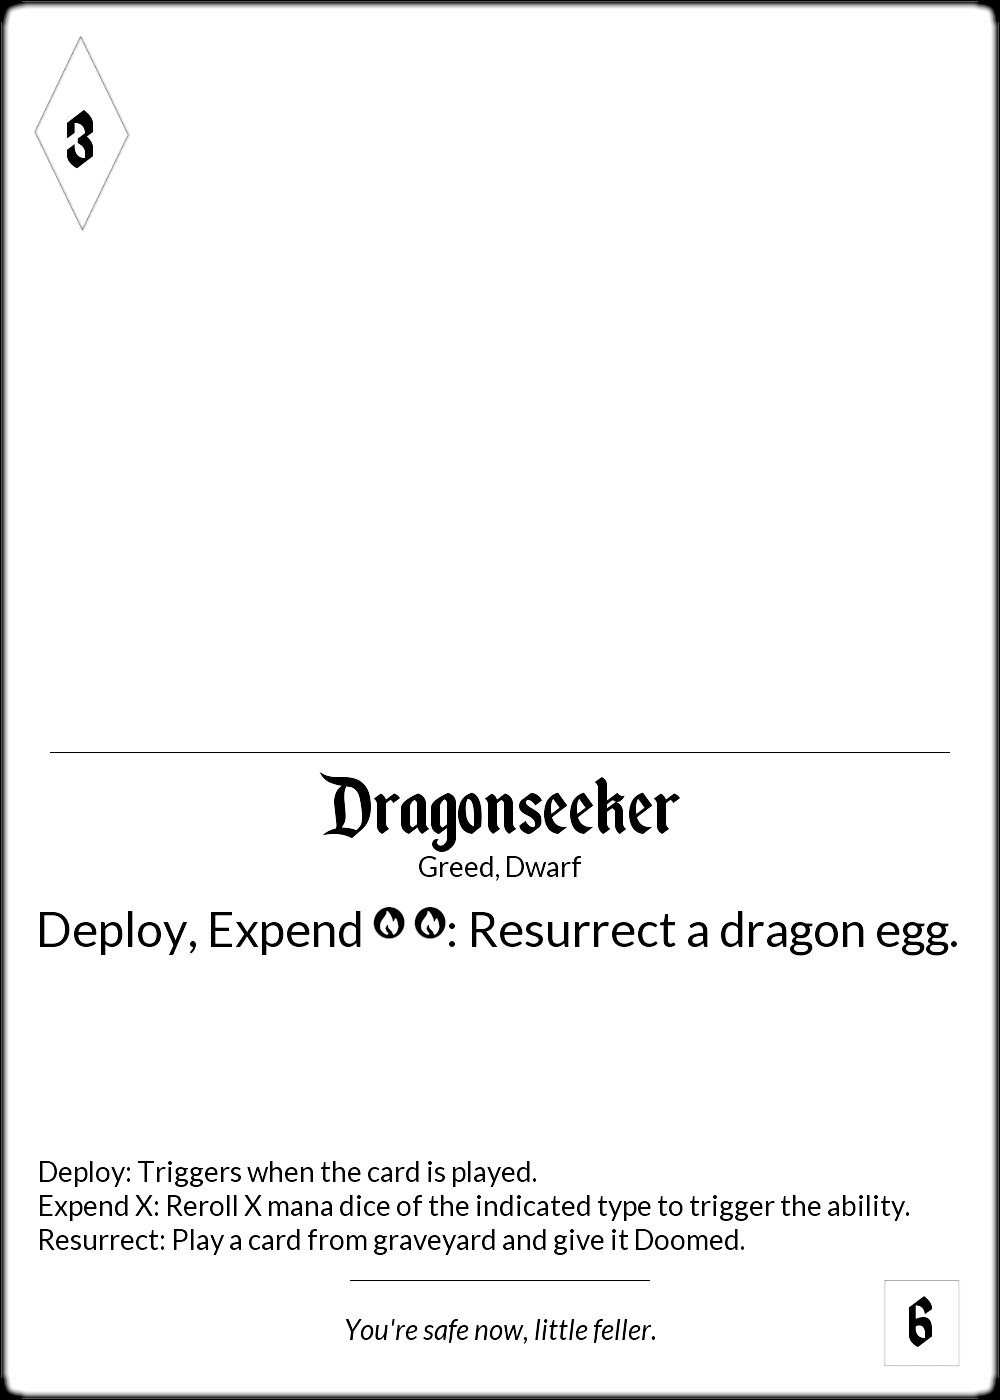 3
Dragonseeker
Greed, Dwarf
Deploy, Expend : Resurrect a dragon egg.
Deploy: Triggers when the card is played.
Expend X: Reroll X mana dice of the indicated type to trigger the ability.
Resurrect: Play a card from graveyard and give it Doomed.
You're safe now, little feller.
6